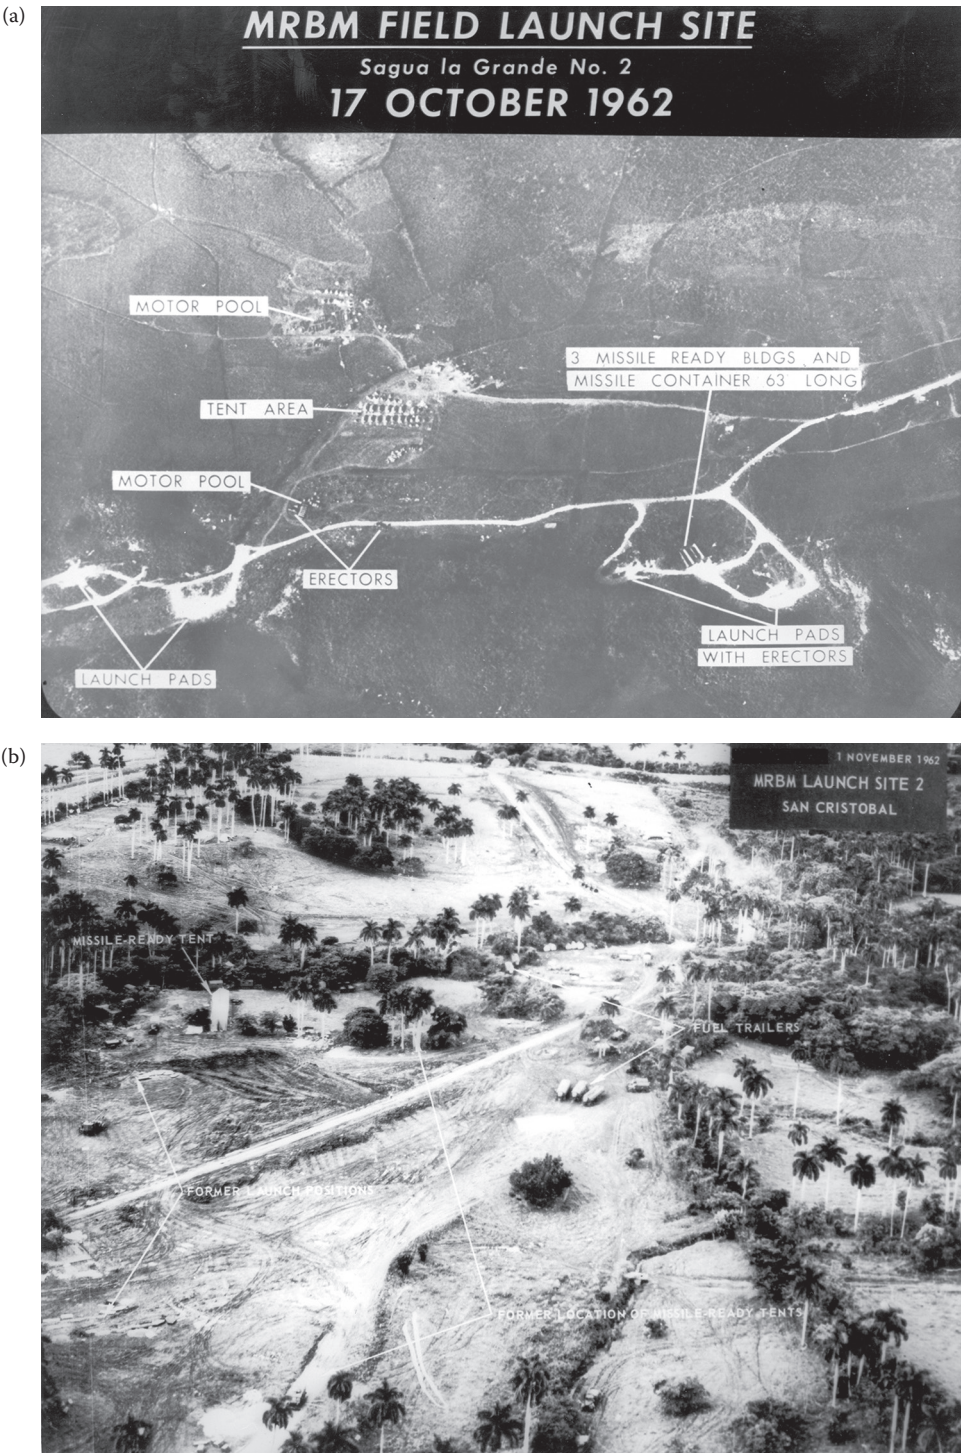 (a)
MRBM FIELD LAUNCH SITE
Sagua la Grande No. 2
17 OCTOBER 1962
MOTOR POOL
3 MISSILE READY BLDGS AND
MISSILE CONTAINER 63' LONG
TENT AREA
MOTOR POOL
ERECTORS
LAUNCH PADS
WITH ERECTORS
LAUNCH PADS
(b)
1 NOVEMBER 1962
MRBM LAUNCH SITE 2
SAN CRISTOBAL
MISSILE-READY TENT
FUEL TRAILERS
FORMER LAUNCH POSITIONS
FORMER LOCATION OF MISSILE-READY TENTS